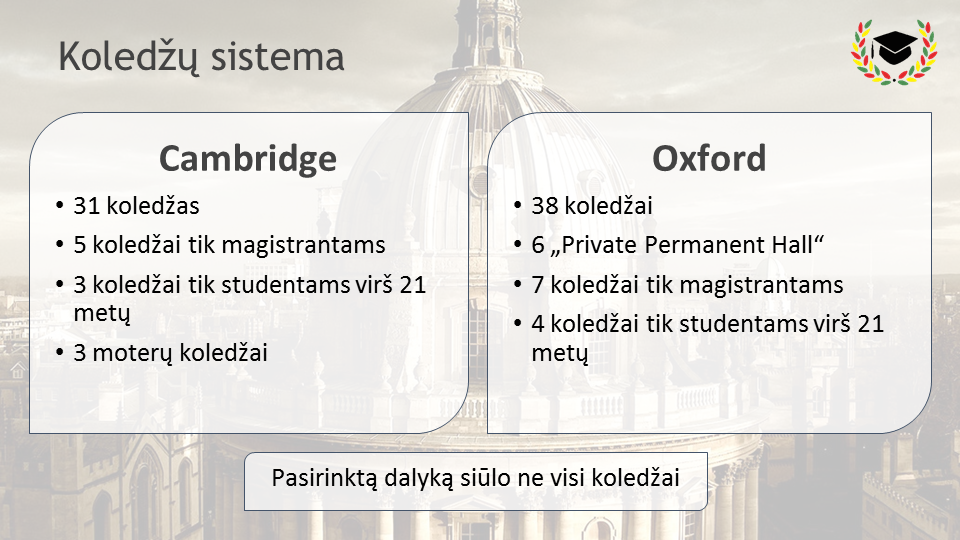 Koledžų sistema
Cambridge
• 31 koledžas
• 5 koledžai tik magistrantams
• 3 koledžai tik studentams virš 21
metų
• 3 moterų koledžai
Oxford
• 38 koledžai
• 6 „Private Permanent Hall“
• 7 koledžai tik magistrantams
• 4 koledžai tik studentams virš 21
metų
Pasirinktą dalyką siūlo ne visi koledžai